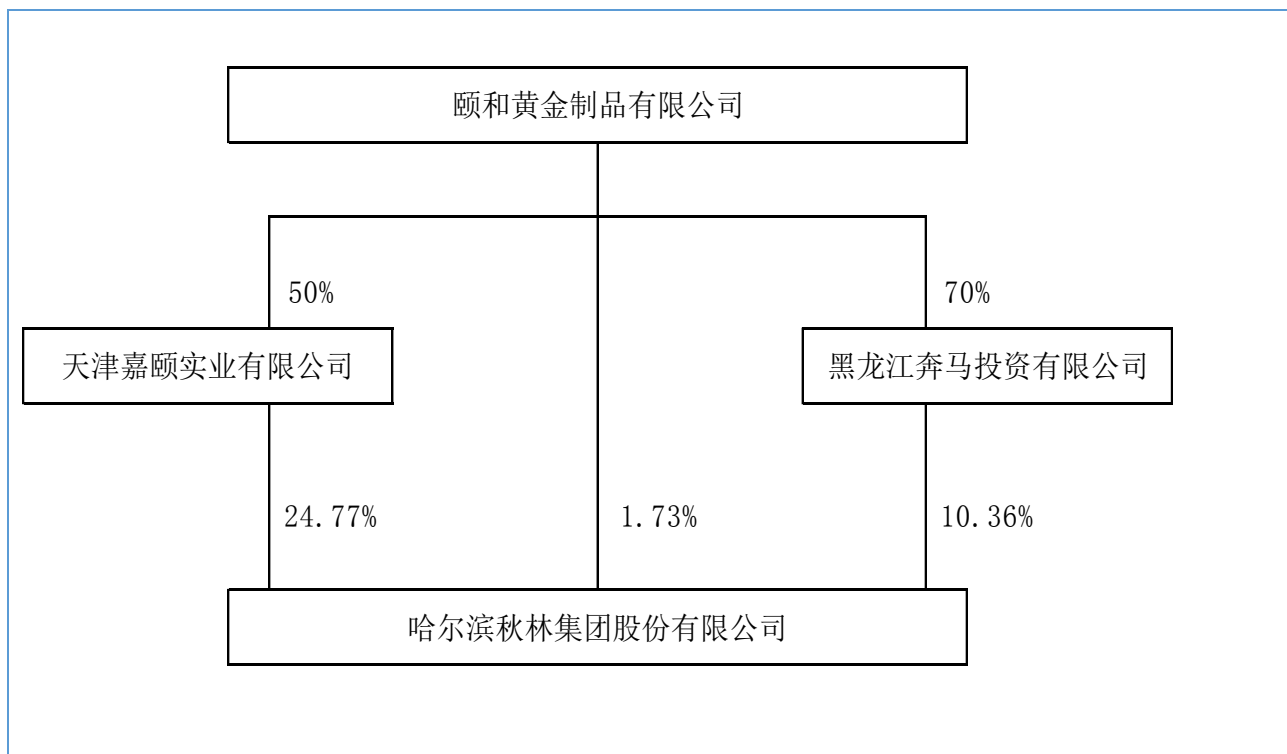 颐和黄金制品有限公司
50%
70%
天津嘉颐实业有限公司
黑龙江奔马投资有限公司
24.77%
1.73%
10.36%
哈尔滨秋林集团股份有限公司